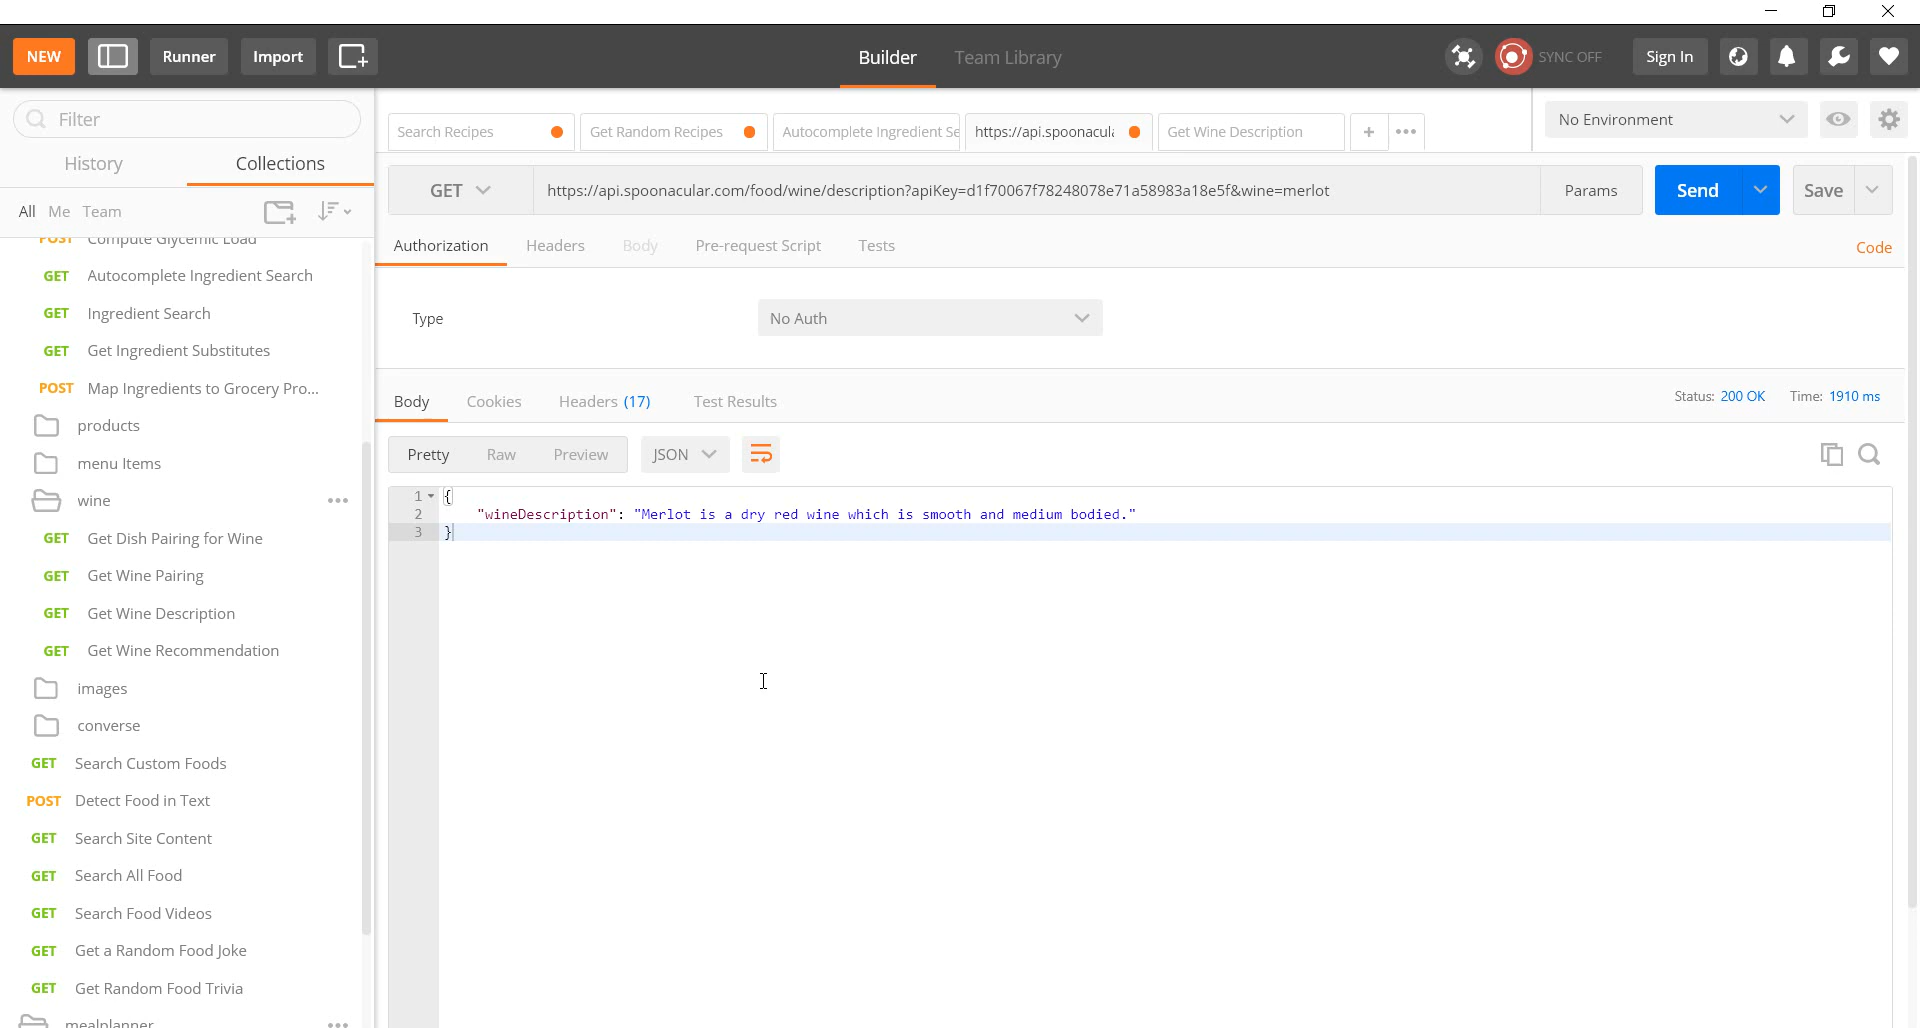 NEW
Runner
Import
Builder
Team Library
SYNC OFF
Sign In
Filter
History
Collections
All Me Team
POST Compute Glycemic Load
GET Autocomplete Ingredient Search
GET Ingredient Search
GET Get Ingredient Substitutes
POST Map Ingredients to Grocery Pro...
products
menu Items
wine
GET Get Dish Pairing for Wine
GET Get Wine Pairing
GET Get Wine Description
GET Get Wine Recommendation
images
converse
GET Search Custom Foods
POST Detect Food in Text
GET Search Site Content
GET Search All Food
GET Search Food Videos
GET Get a Random Food Joke
GET Get Random Food Trivia
mealplanner
Search Recipes
Get Random Recipes
Autocomplete Ingredient Se
https://api.spoonacula
Get Wine Description
No Environment
GET
https://api.spoonacular.com/food/wine/description?apiKey=d1f70067f78248078e71a58983a18e5f&wine=merlot
Params
Send
Save
Authorization
Headers
Body
Pre-request Script
Tests
Code
Type
No Auth
Body
Cookies
Headers (17)
Test Results
Status: 200 OK
Time: 1910 ms
Pretty
Raw
Preview
JSON
1 {
2 "wineDescription": "Merlot is a dry red wine which is smooth and medium bodied."
3 }